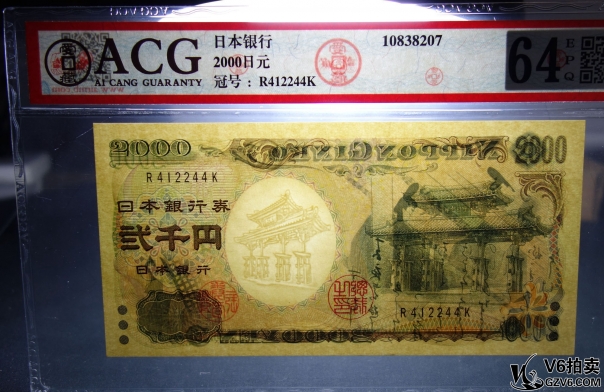 ACG
AI CANG GUARANTY
日本银行
2000日元
冠号 : R412244K
10838207
64
EPQ
2000
NIPPON GINKO
2000
R412244K
日本銀行券
弐千円
日本銀行
R412244K
2000
V6拍卖
GZV6.COM